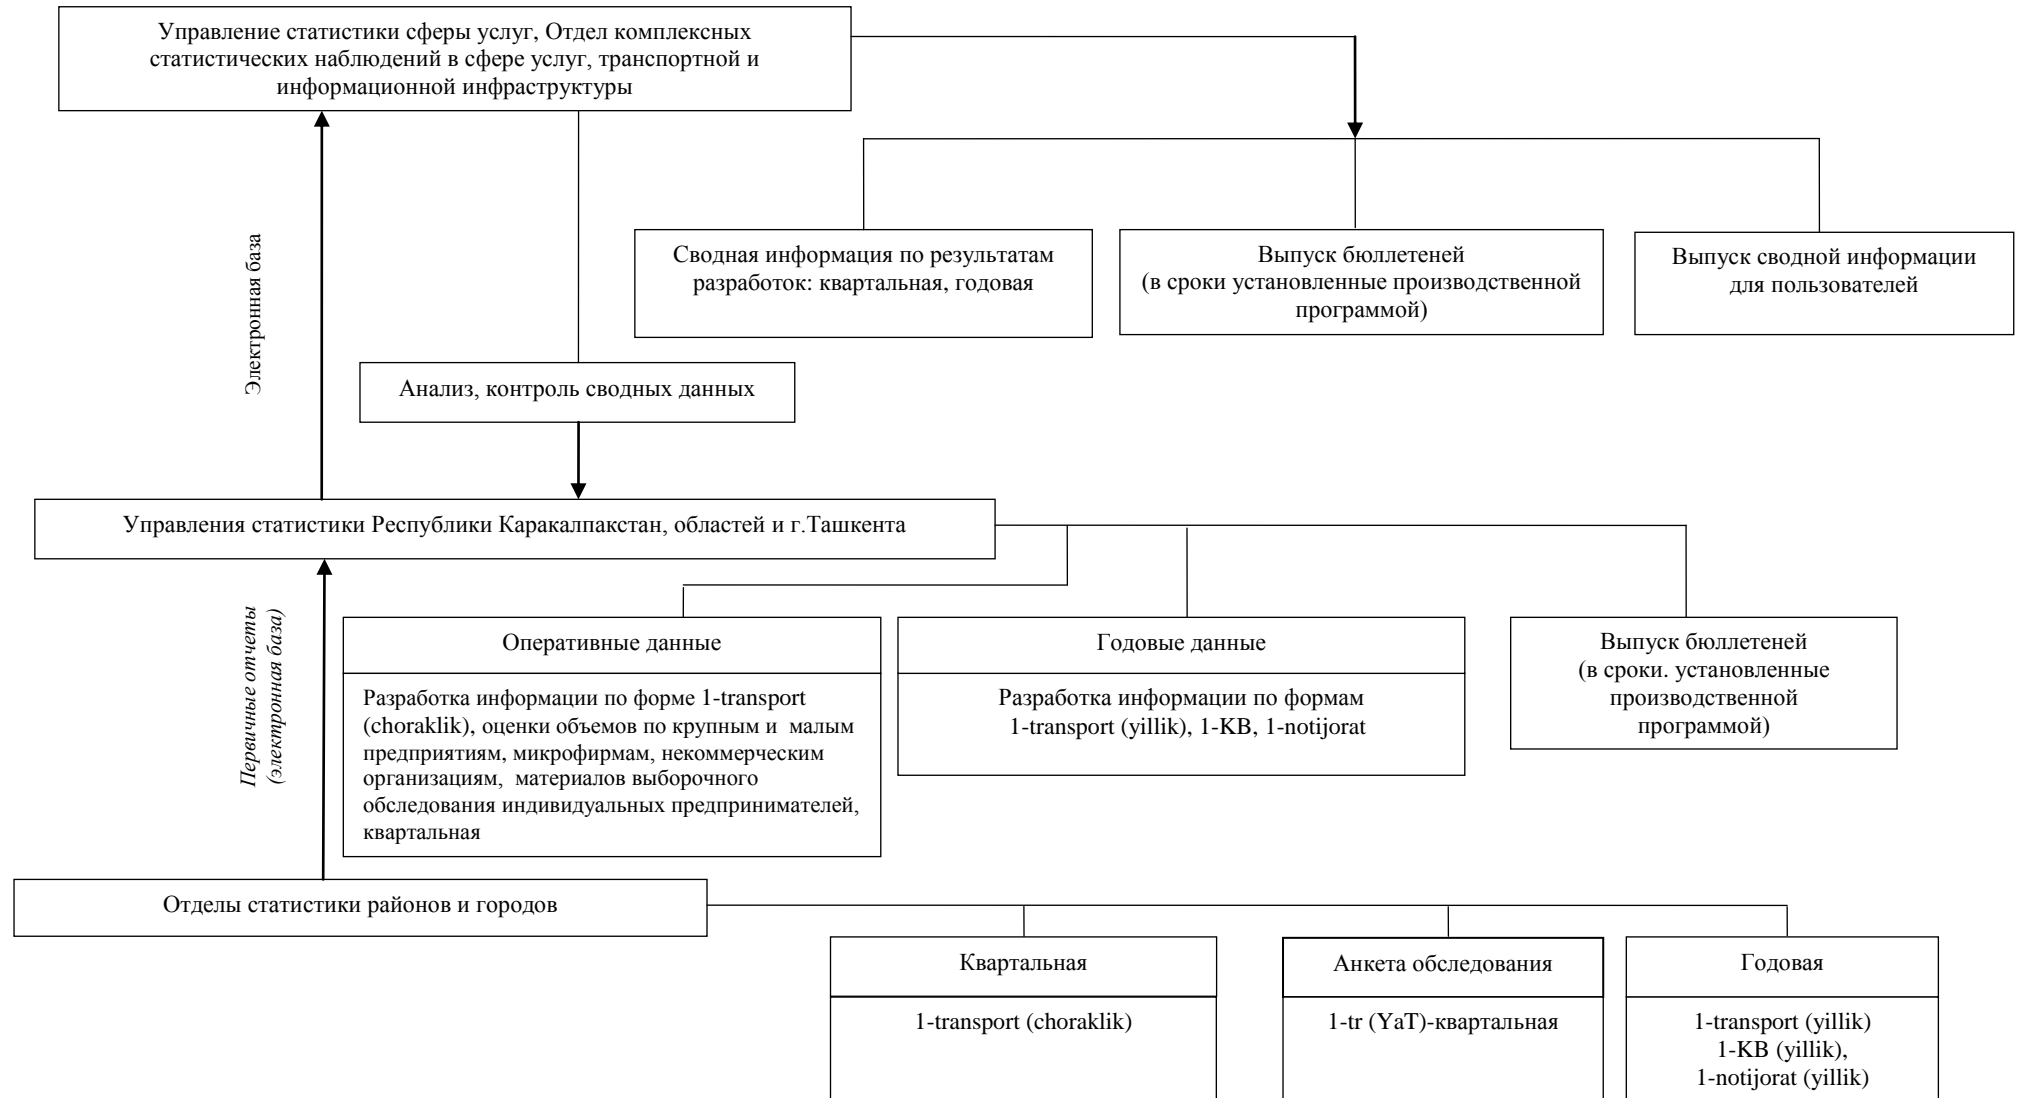 Управление статистики сферы услуг, Отдел комплексных
статистических наблюдений в сфере услуг, транспортной и
информационной инфраструктуры
Электронная база
Сводная информация по результатам
разработок: квартальная, годовая
Выпуск бюллетеней
(в сроки установленные производственной
программой)
Выпуск сводной информации
для пользователей
Анализ, контроль сводных данных
Управления статистики Республики Каракалпакстан, областей и г.Ташкента
Первичные отчеты
(электронная база)
Оперативные данные
Разработка информации по форме 1-transport
(choraklik), оценки объемов по крупным и малым
предприятиям, микрофирмам, некоммерческим
организациям, материалов выборочного
обследования индивидуальных предпринимателей,
квартальная
Годовые данные
Разработка информации по формам
1-transport (yillik), 1-KB, 1-notijorat
Выпуск бюллетеней
(в сроки. установленные
производственной
программой)
Отделы статистики районов и городов
Квартальная
1-transport (choraklik)
Анкета обследования
1-tr (YaT)-квартальная
Годовая
1-transport (yillik)
1-KB (yillik),
1-notijorat (yillik)